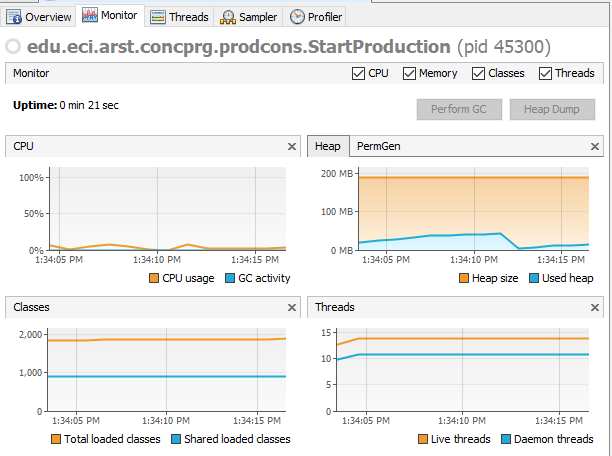 Overview Monitor Threads Sampler Profiler
edu.eci.arst.concprg.prodcons.StartProduction (pid 45300)
Monitor CPU Memory Classes Threads
Uptime: 0 min 21 sec Perform GC Heap Dump
CPU
100%
50%
0%
1:34:05 PM 1:34:10 PM 1:34:15 PM
CPU usage GC activity
Heap PermGen
200 MB
100 MB
0 MB
1:34:05 PM 1:34:10 PM 1:34:15 PM
Heap size Used heap
Classes
2,000
1,000
0
1:34:05 PM 1:34:10 PM 1:34:15 PM
Total loaded classes Shared loaded classes
Threads
15
10
5
0
1:34:05 PM 1:34:10 PM 1:34:15 PM
Live threads Daemon threads